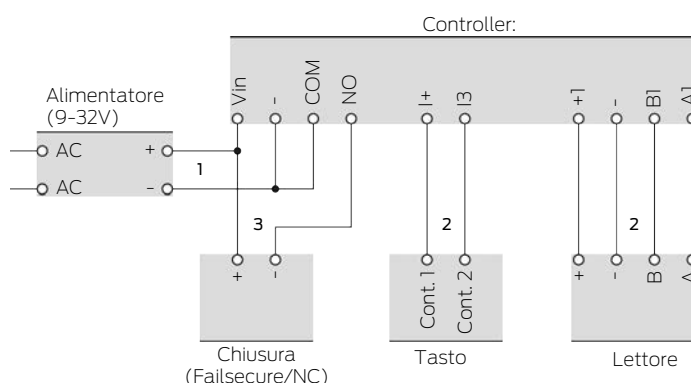 Controller:
Vin - COM NO I+ I3 +1 - B1 A1
Alimentatore
(9-32V)
AC +
1
AC -
3 2 2
+ - Cont. 1 Cont. 2 + - B A
Chiusura
(Failsecure/NC)
Tasto
Lettore